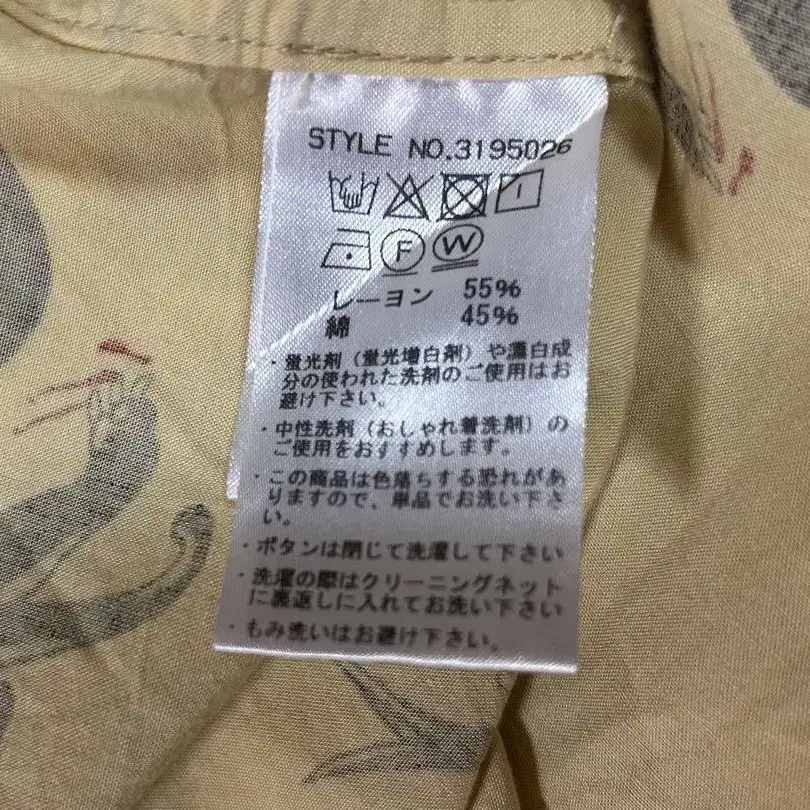 STYLE NO.3195026
F W
レーヨン 55%
綿 45%
・蛍光剤(蛍光増白剤)や漂白成
分の使われた洗剤のご使用はお
避け下さい。
・中性洗剤(おしゃれ着洗剤)の
ご使用をおすすめします。
・この商品は色落ちする恐れがあ
りますので、単品でお洗い下さ
い。
・ボタンは閉じて洗濯して下さい
・洗濯の際はクリーニングネット
に裏返しに入れてお洗い下さい
・もみ洗いはお避け下さい。